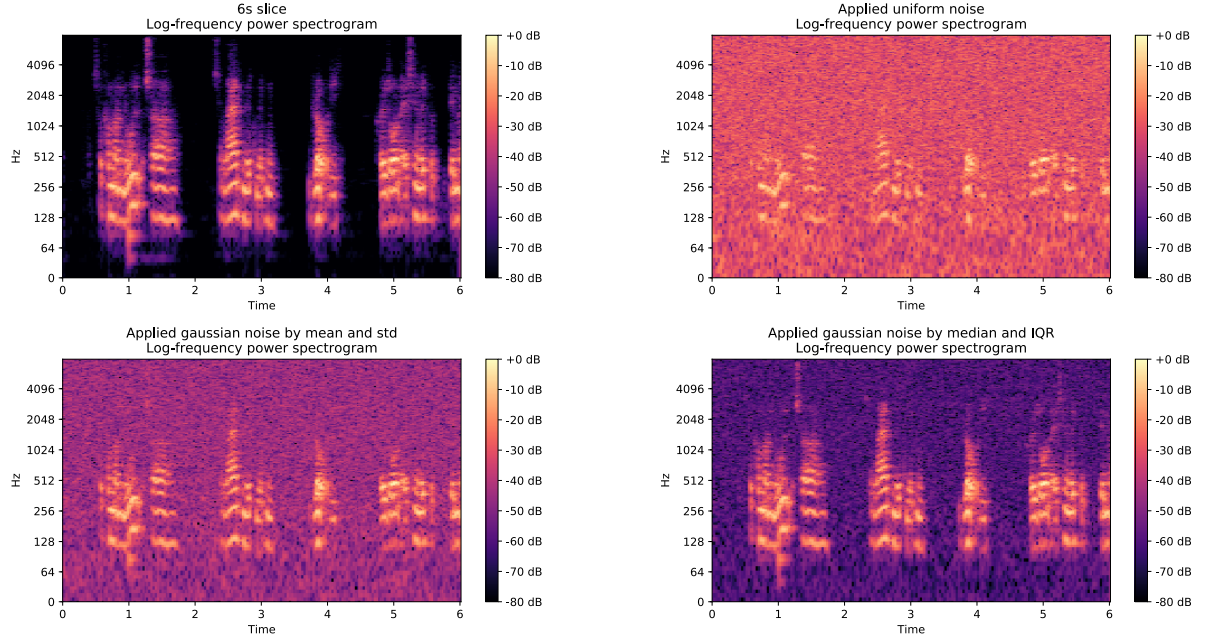 6s slice
Log-frequency power spectrogram
4096
2048
1024
512
256
128
64
0
Hz
0 1 2 3 4 5 6
Time
+0 dB
-10 dB
-20 dB
-30 dB
-40 dB
-50 dB
-60 dB
-70 dB
-80 dB
Applied uniform noise
Log-frequency power spectrogram
4096
2048
1024
512
256
128
64
0
Hz
0 1 2 3 4 5 6
Time
+0 dB
-10 dB
-20 dB
-30 dB
-40 dB
-50 dB
-60 dB
-70 dB
-80 dB
Applied gaussian noise by mean and std
Log-frequency power spectrogram
4096
2048
1024
512
256
128
64
0
Hz
0 1 2 3 4 5 6
Time
+0 dB
-10 dB
-20 dB
-30 dB
-40 dB
-50 dB
-60 dB
-70 dB
-80 dB
Applied gaussian noise by median and IQR
Log-frequency power spectrogram
4096
2048
1024
512
256
128
64
0
Hz
0 1 2 3 4 5 6
Time
+0 dB
-10 dB
-20 dB
-30 dB
-40 dB
-50 dB
-60 dB
-70 dB
-80 dB